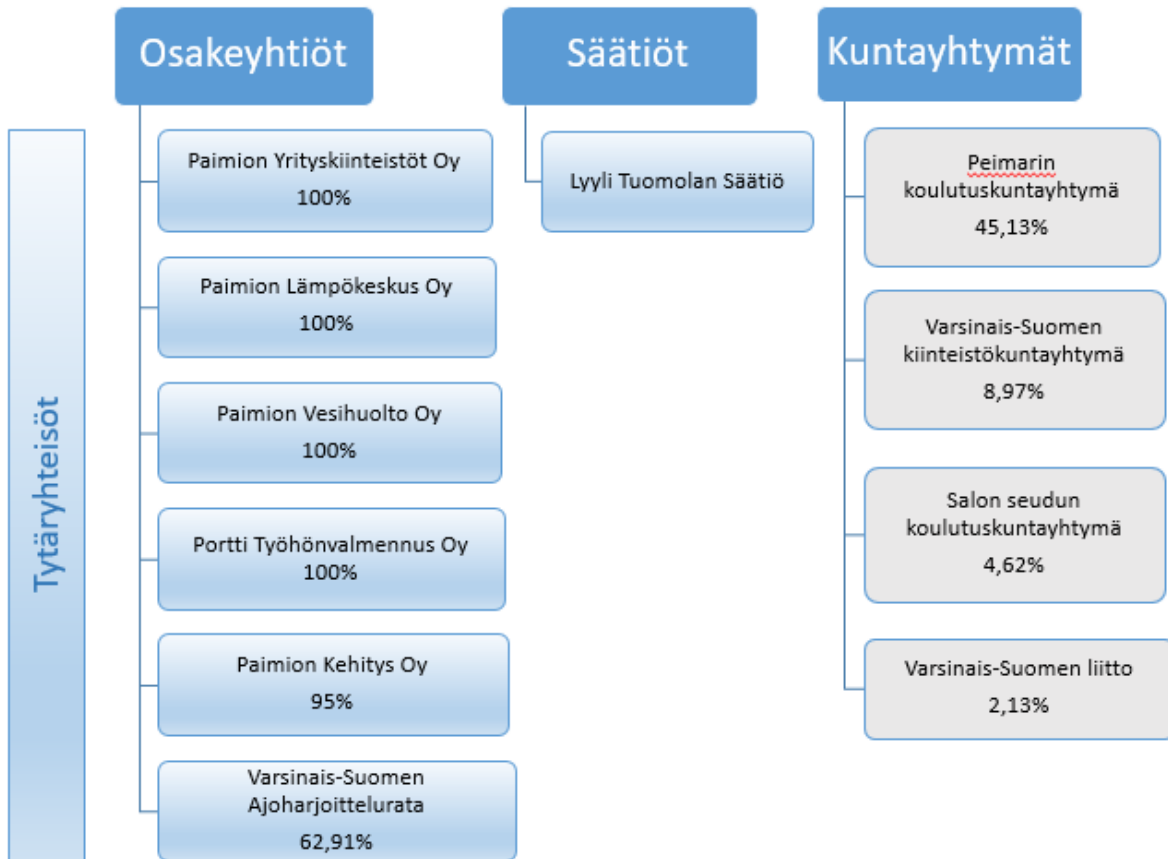 Osakeyhtiöt
Säätiöt
Kuntayhtymät
Tytäryhteisöt
Paimion Yrityskiinteistöt Oy
100%
Paimion Lämpökeskus Oy
100%
Paimion Vesihuolto Oy
100%
Portti Työhönvalmennus Oy
100%
Paimion Kehitys Oy
95%
Varsinais-Suomen
Ajoharjoittelurata
62,91%
Lyyli Tuomolan Säätiö
Peimarin
koulutuskuntayhtymä
45,13%
Varsinais-Suomen
kiinteistökuntayhtymä
8,97%
Salon seudun
koulutuskuntayhtymä
4,62%
Varsinais-Suomen liitto
2,13%